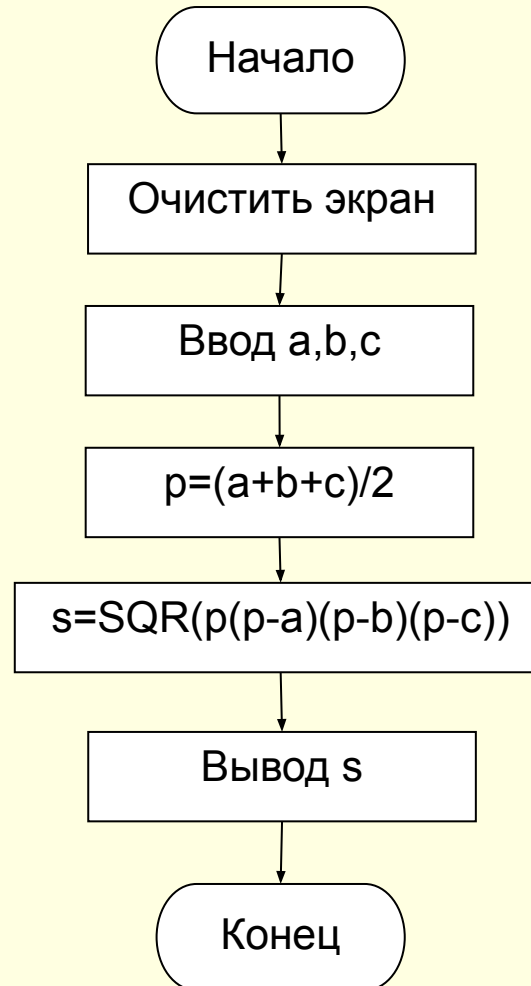 Начало
Очистить экран
Ввод a,b,c
p=(a+b+c)/2
s=SQR(p(p-a)(p-b)(p-c))
Вывод s
Конец